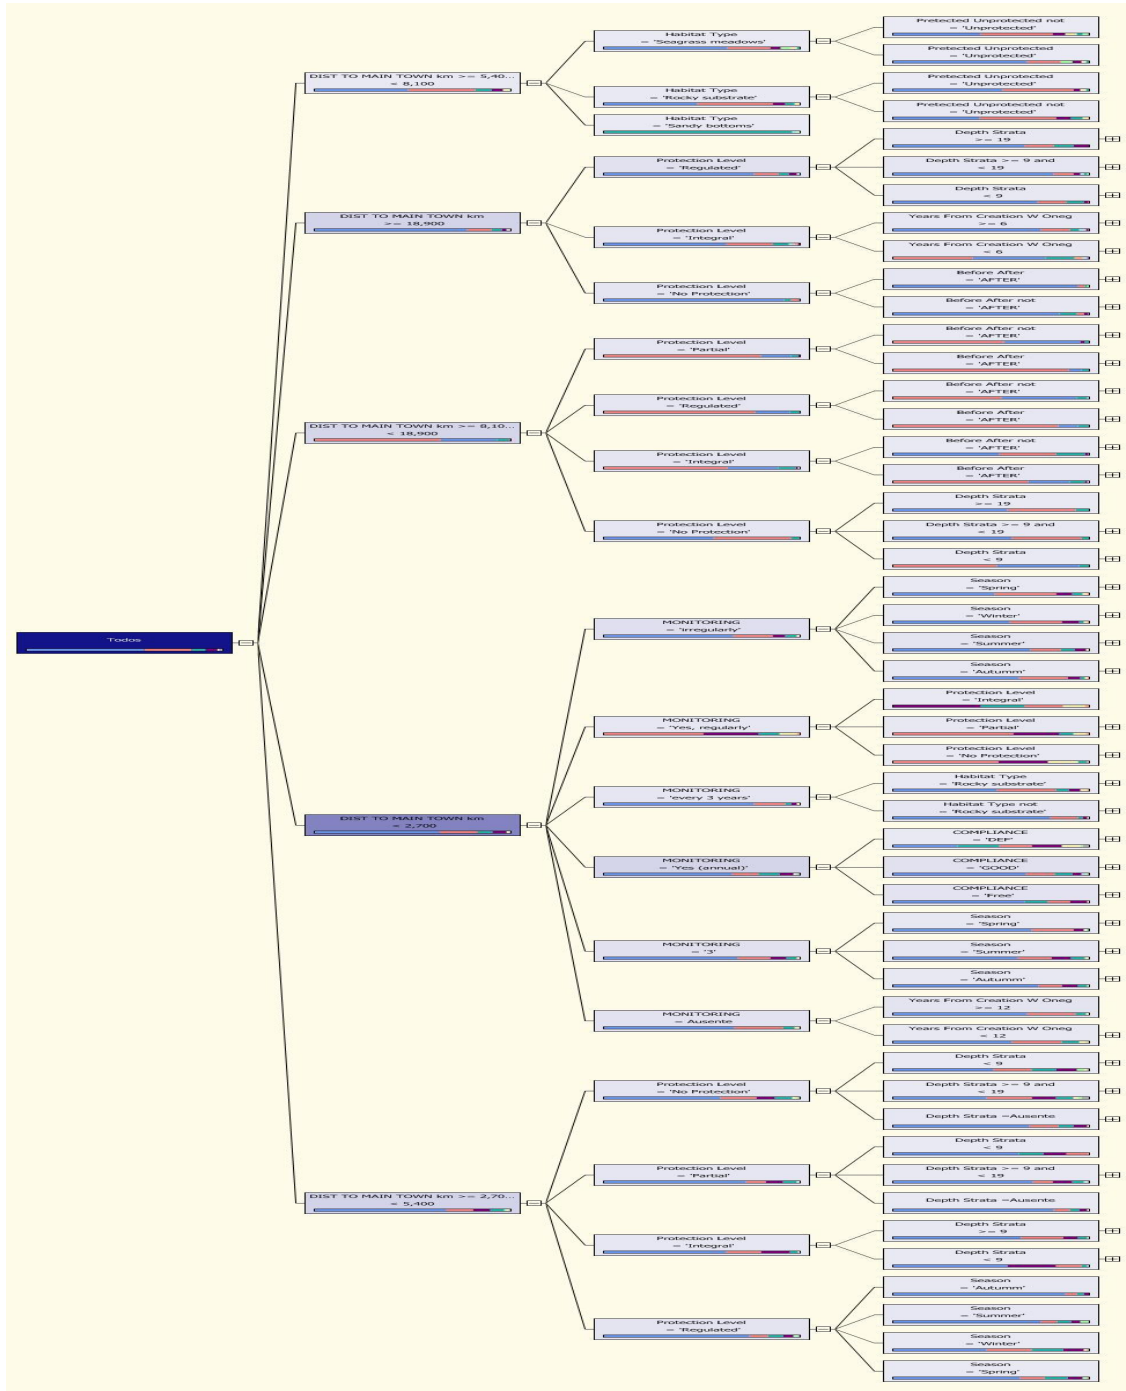 Todos
DIST TO MAIN TOWN km >= 5,40...
< 8,100
DIST TO MAIN TOWN km
>= 18,900
DIST TO MAIN TOWN km >= 8,10...
< 18,900
DIST TO MAIN TOWN km
< 2,700
DIST TO MAIN TOWN km >= 2,70...
< 5,400
Habitat Type
= 'Seagrass meadows'
Habitat Type
= 'Rocky substrate'
Habitat Type
= 'Sandy bottoms'
Protection Level
= 'Regulated'
Protection Level
= 'Integral'
Protection Level
= 'No Protection'
Protection Level
= 'Partial'
Protection Level
= 'Regulated'
Protection Level
= 'Integral'
Protection Level
= 'No Protection'
MONITORING
= 'Irregularly'
MONITORING
= 'Yes, regularly'
MONITORING
= 'every 3 years'
MONITORING
= 'Yes (annual)'
MONITORING
= '3'
MONITORING
= Ausente
Protection Level
= 'No Protection'
Protection Level
= 'Partial'
Protection Level
= 'Integral'
Protection Level
= 'Regulated'
Pretected Unprotected not
= 'Unprotected'
Pretected Unprotected
= 'Unprotected'
Pretected Unprotected
= 'Unprotected'
Pretected Unprotected not
= 'Unprotected'
Depth Strata
>= 19
Depth Strata >= 9 and
< 19
Depth Strata
< 9
Years From Creation W Oneg
>= 6
Years From Creation W Oneg
< 6
Before After
= 'AFTER'
Before After not
= 'AFTER'
Before After not
= 'AFTER'
Before After
= 'AFTER'
Before After not
= 'AFTER'
Before After
= 'AFTER'
Before After not
= 'AFTER'
Before After
= 'AFTER'
Depth Strata
>= 19
Depth Strata >= 9 and
< 19
Depth Strata
< 9
Season
= 'Spring'
Season
= 'Winter'
Season
= 'Summer'
Season
= 'Autumm'
Protection Level
= 'Integral'
Protection Level
= 'Partial'
Protection Level
= 'No Protection'
Habitat Type
= 'Rocky substrate'
Habitat Type not
= 'Rocky substrate'
COMPLIANCE
= 'DEF'
COMPLIANCE
= 'GOOD'
COMPLIANCE
= 'Free'
Season
= 'Spring'
Season
= 'Summer'
Season
= 'Autumm'
Years From Creation W Oneg
>= 12
Years From Creation W Oneg
< 12
Depth Strata
< 9
Depth Strata >= 9 and
< 19
Depth Strata =Ausente
Depth Strata
< 9
Depth Strata >= 9 and
< 19
Depth Strata =Ausente
Depth Strata
>= 9
Depth Strata
< 9
Season
= 'Autumm'
Season
= 'Summer'
Season
= 'Winter'
Season
= 'Spring'